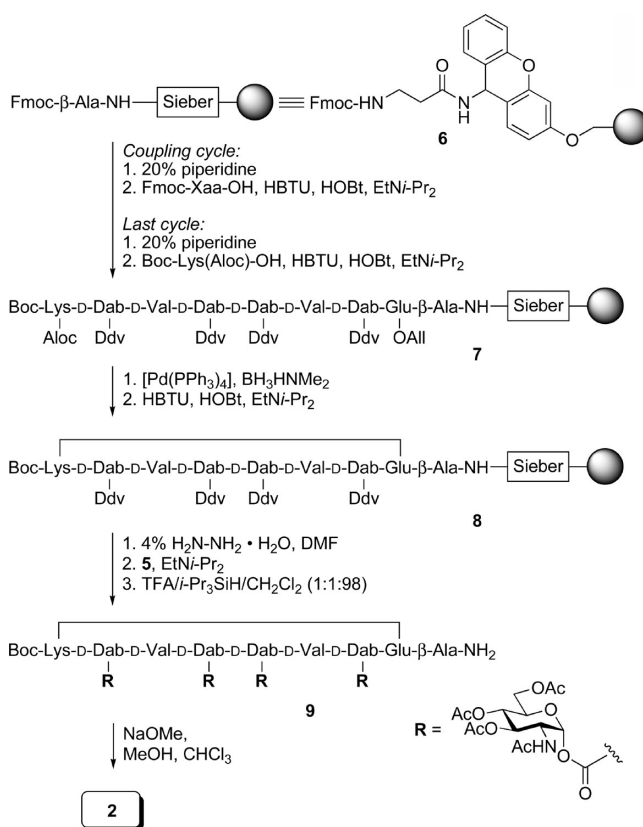 Fmoc-β-Ala-NH Sieber ≡ Fmoc-HN O N H O O 6
Coupling cycle:
1. 20% piperidine
2. Fmoc-Xaa-OH, HBTU, HOBt, EtNi-Pr2
Last cycle:
1. 20% piperidine
2. Boc-Lys(Aloc)-OH, HBTU, HOBt, EtNi-Pr2
Boc-Lys-D-Dab-D-Val-D-Dab-D-Dab-D-Val-D-Dab-Glu-β-Ala-NH Sieber
Aloc Ddv Ddv Ddv Ddv OAll 7
1. [Pd(PPh3)4], BH3HNMe2
2. HBTU, HOBt, EtNi-Pr2
Boc-Lys-D-Dab-D-Val-D-Dab-D-Dab-D-Val-D-Dab-Glu-β-Ala-NH Sieber
Ddv Ddv Ddv Ddv 8
1. 4% H2N-NH2 • H2O, DMF
2. 5, EtNi-Pr2
3. TFA/i-Pr3SiH/CH2Cl2 (1:1:98)
Boc-Lys-D-Dab-D-Val-D-Dab-D-Dab-D-Val-D-Dab-Glu-β-Ala-NH2
R R R R
9
NaOMe,
MeOH, CHCl3
2
R = OAc AcO AcO O AcHN O O